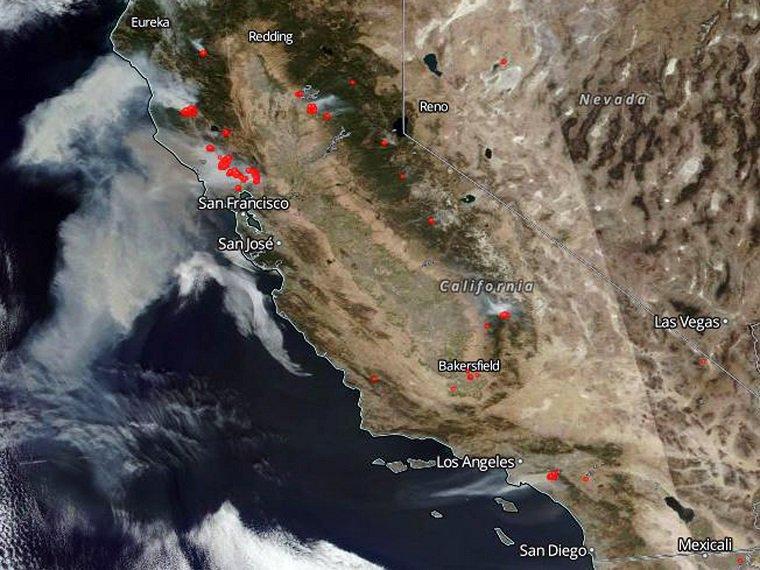 Eureka
Redding
Nevada
Reno
San Francisco
San José
California
Las Vegas
Bakersfield
Los Angeles
San Diego
Mexicali